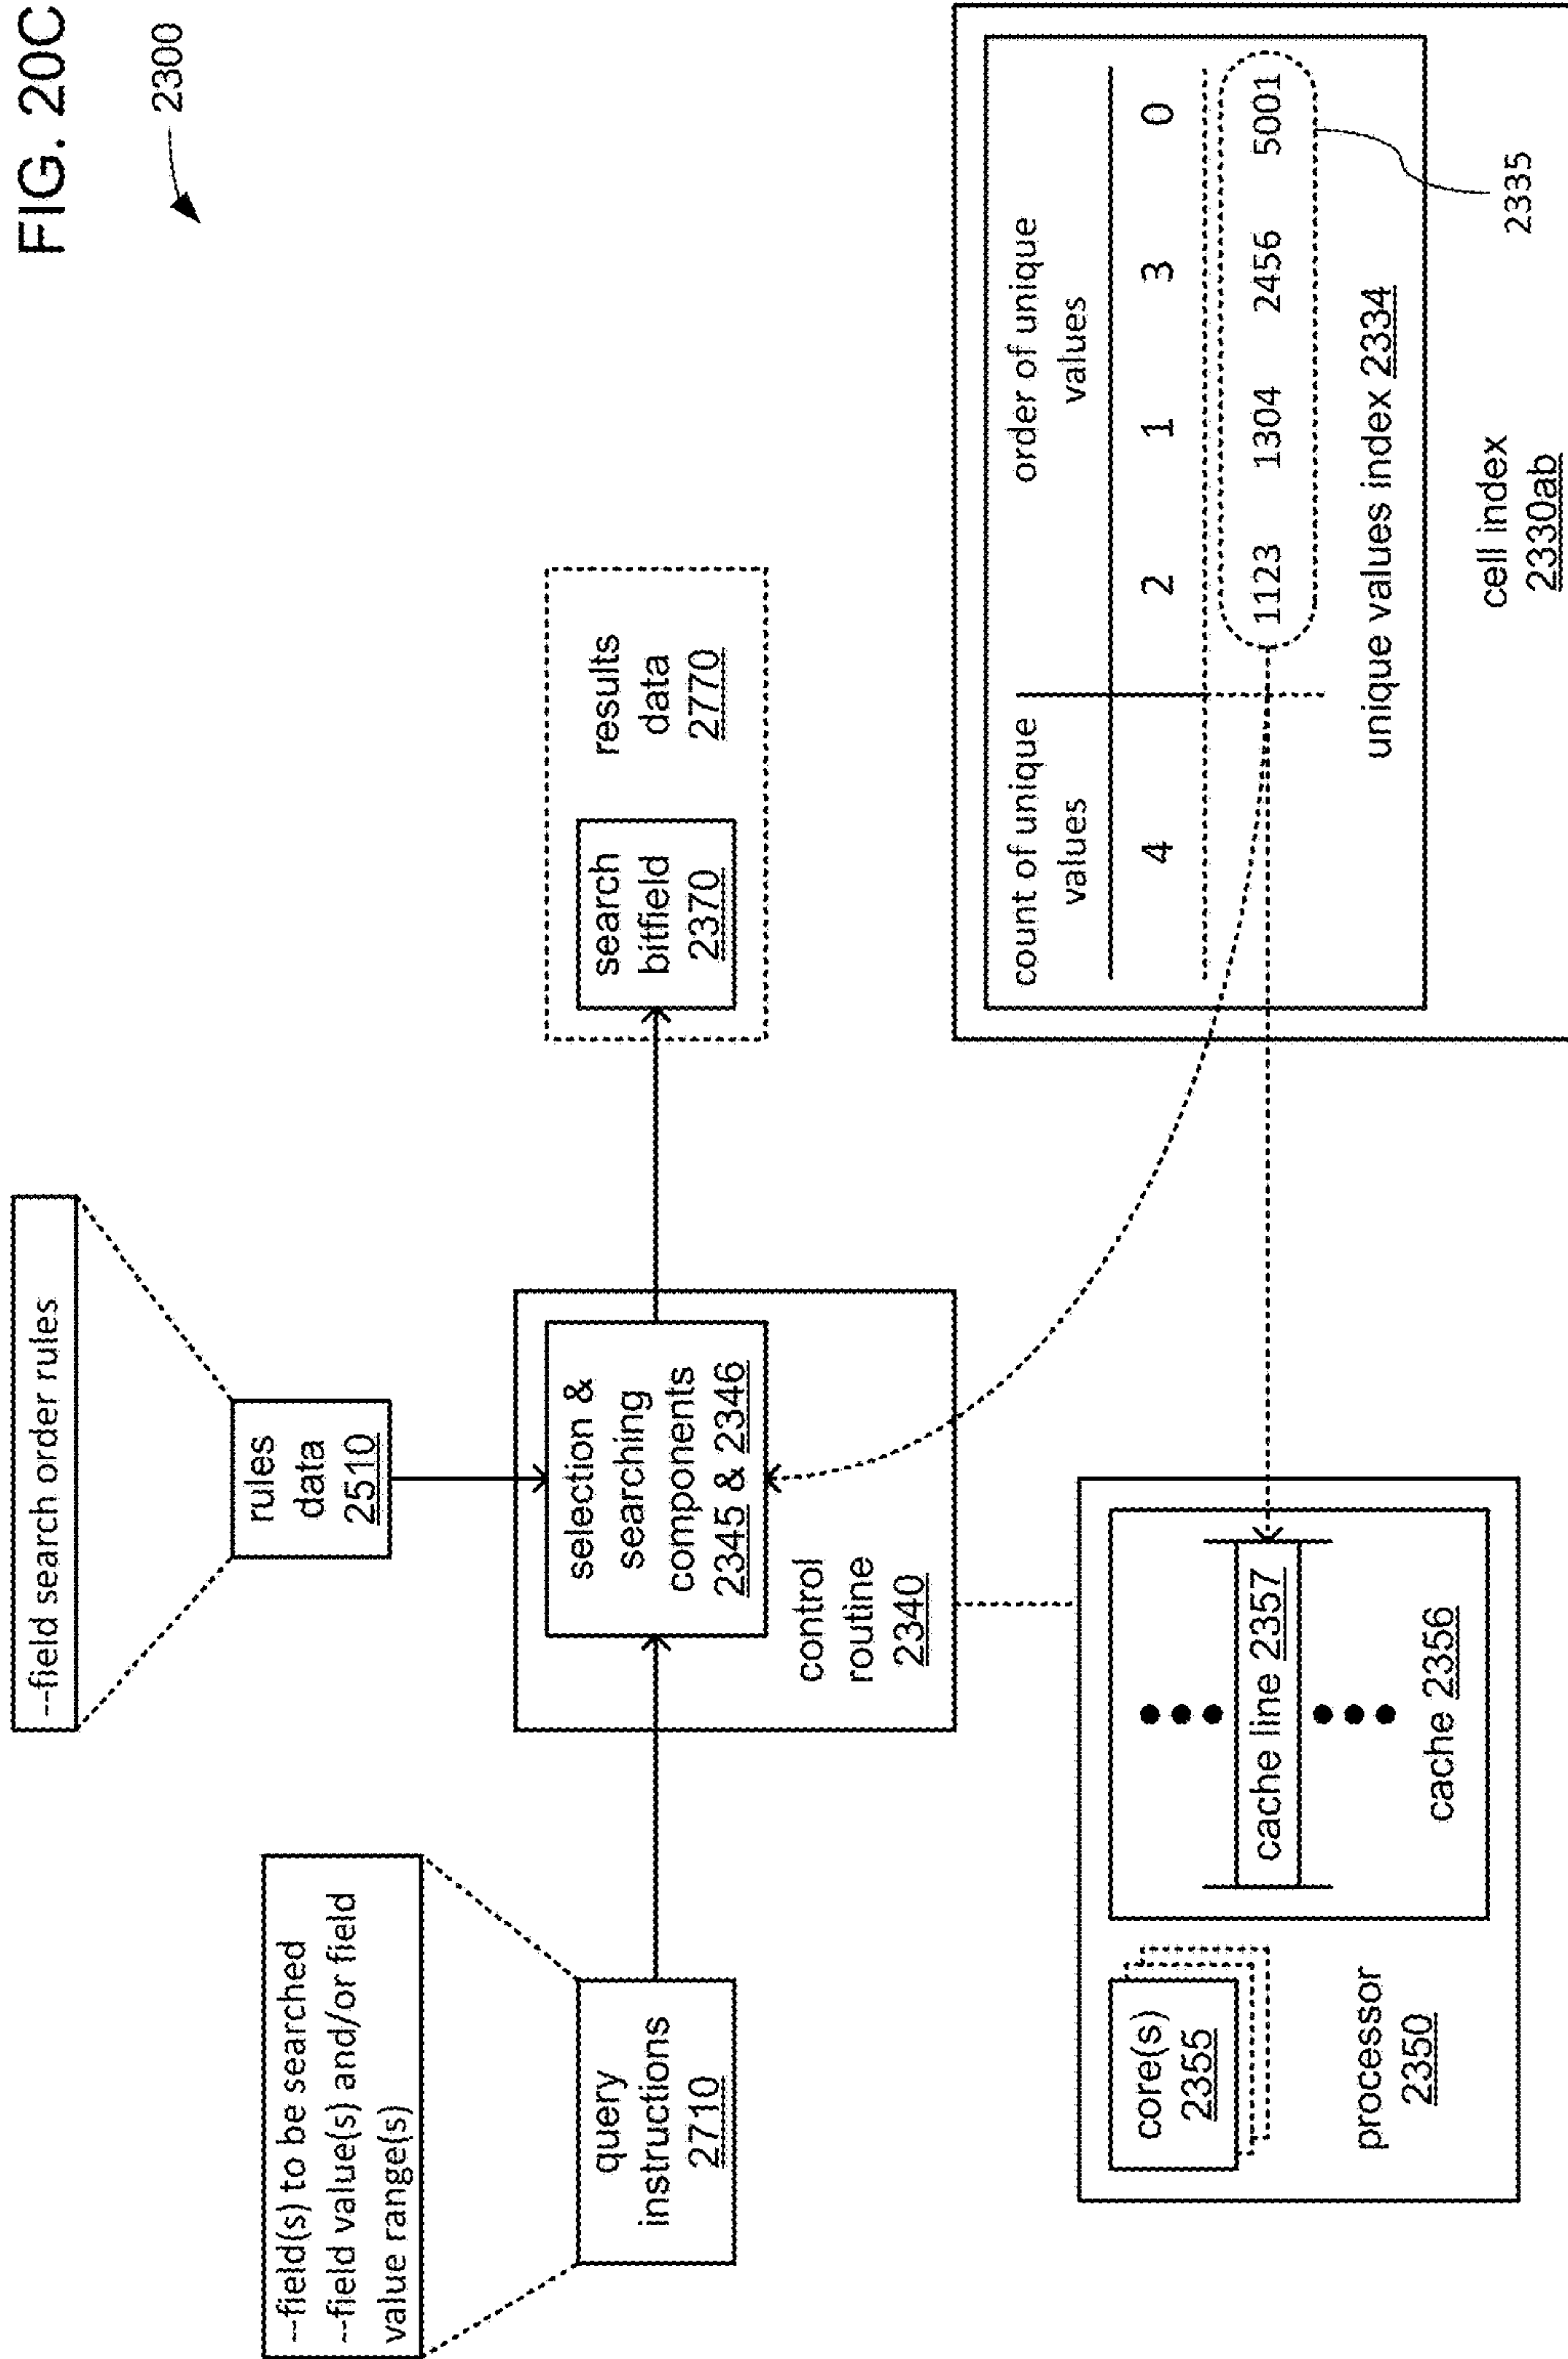 FIG. 20C
2300
--field search order rules
rules
data
2510
--field(s) to be searched
--field value(s) and/or field
value range(s)
query
instructions
2710
selection &
searching
components
2345 & 2346
control
routine
2340
search
bitfield
2370
results
data
2770
core(s)
2355
processor
2350
cache line 2357
cache 2356
count of unique
values
order of unique
values
4
2 1 3 0
1123 1304 2456 5001
unique values index 2334
cell index
2330ab
2335